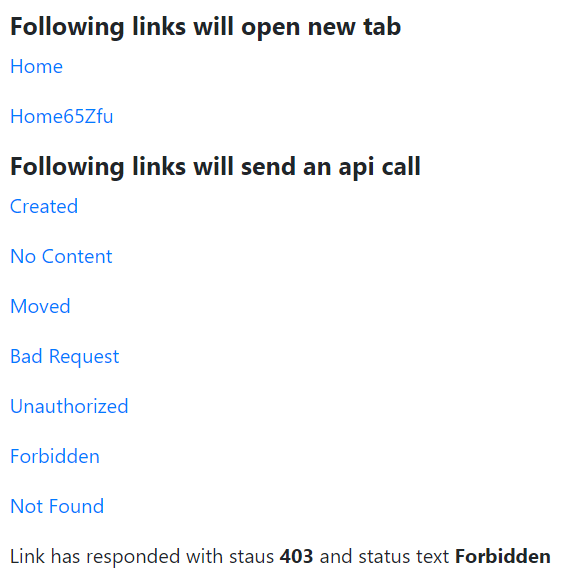 Following links will open new tab
Home
Home65Zfu
Following links will send an api call
Created
No Content
Moved
Bad Request
Unauthorized
Forbidden
Not Found
Link has responded with staus 403 and status text Forbidden